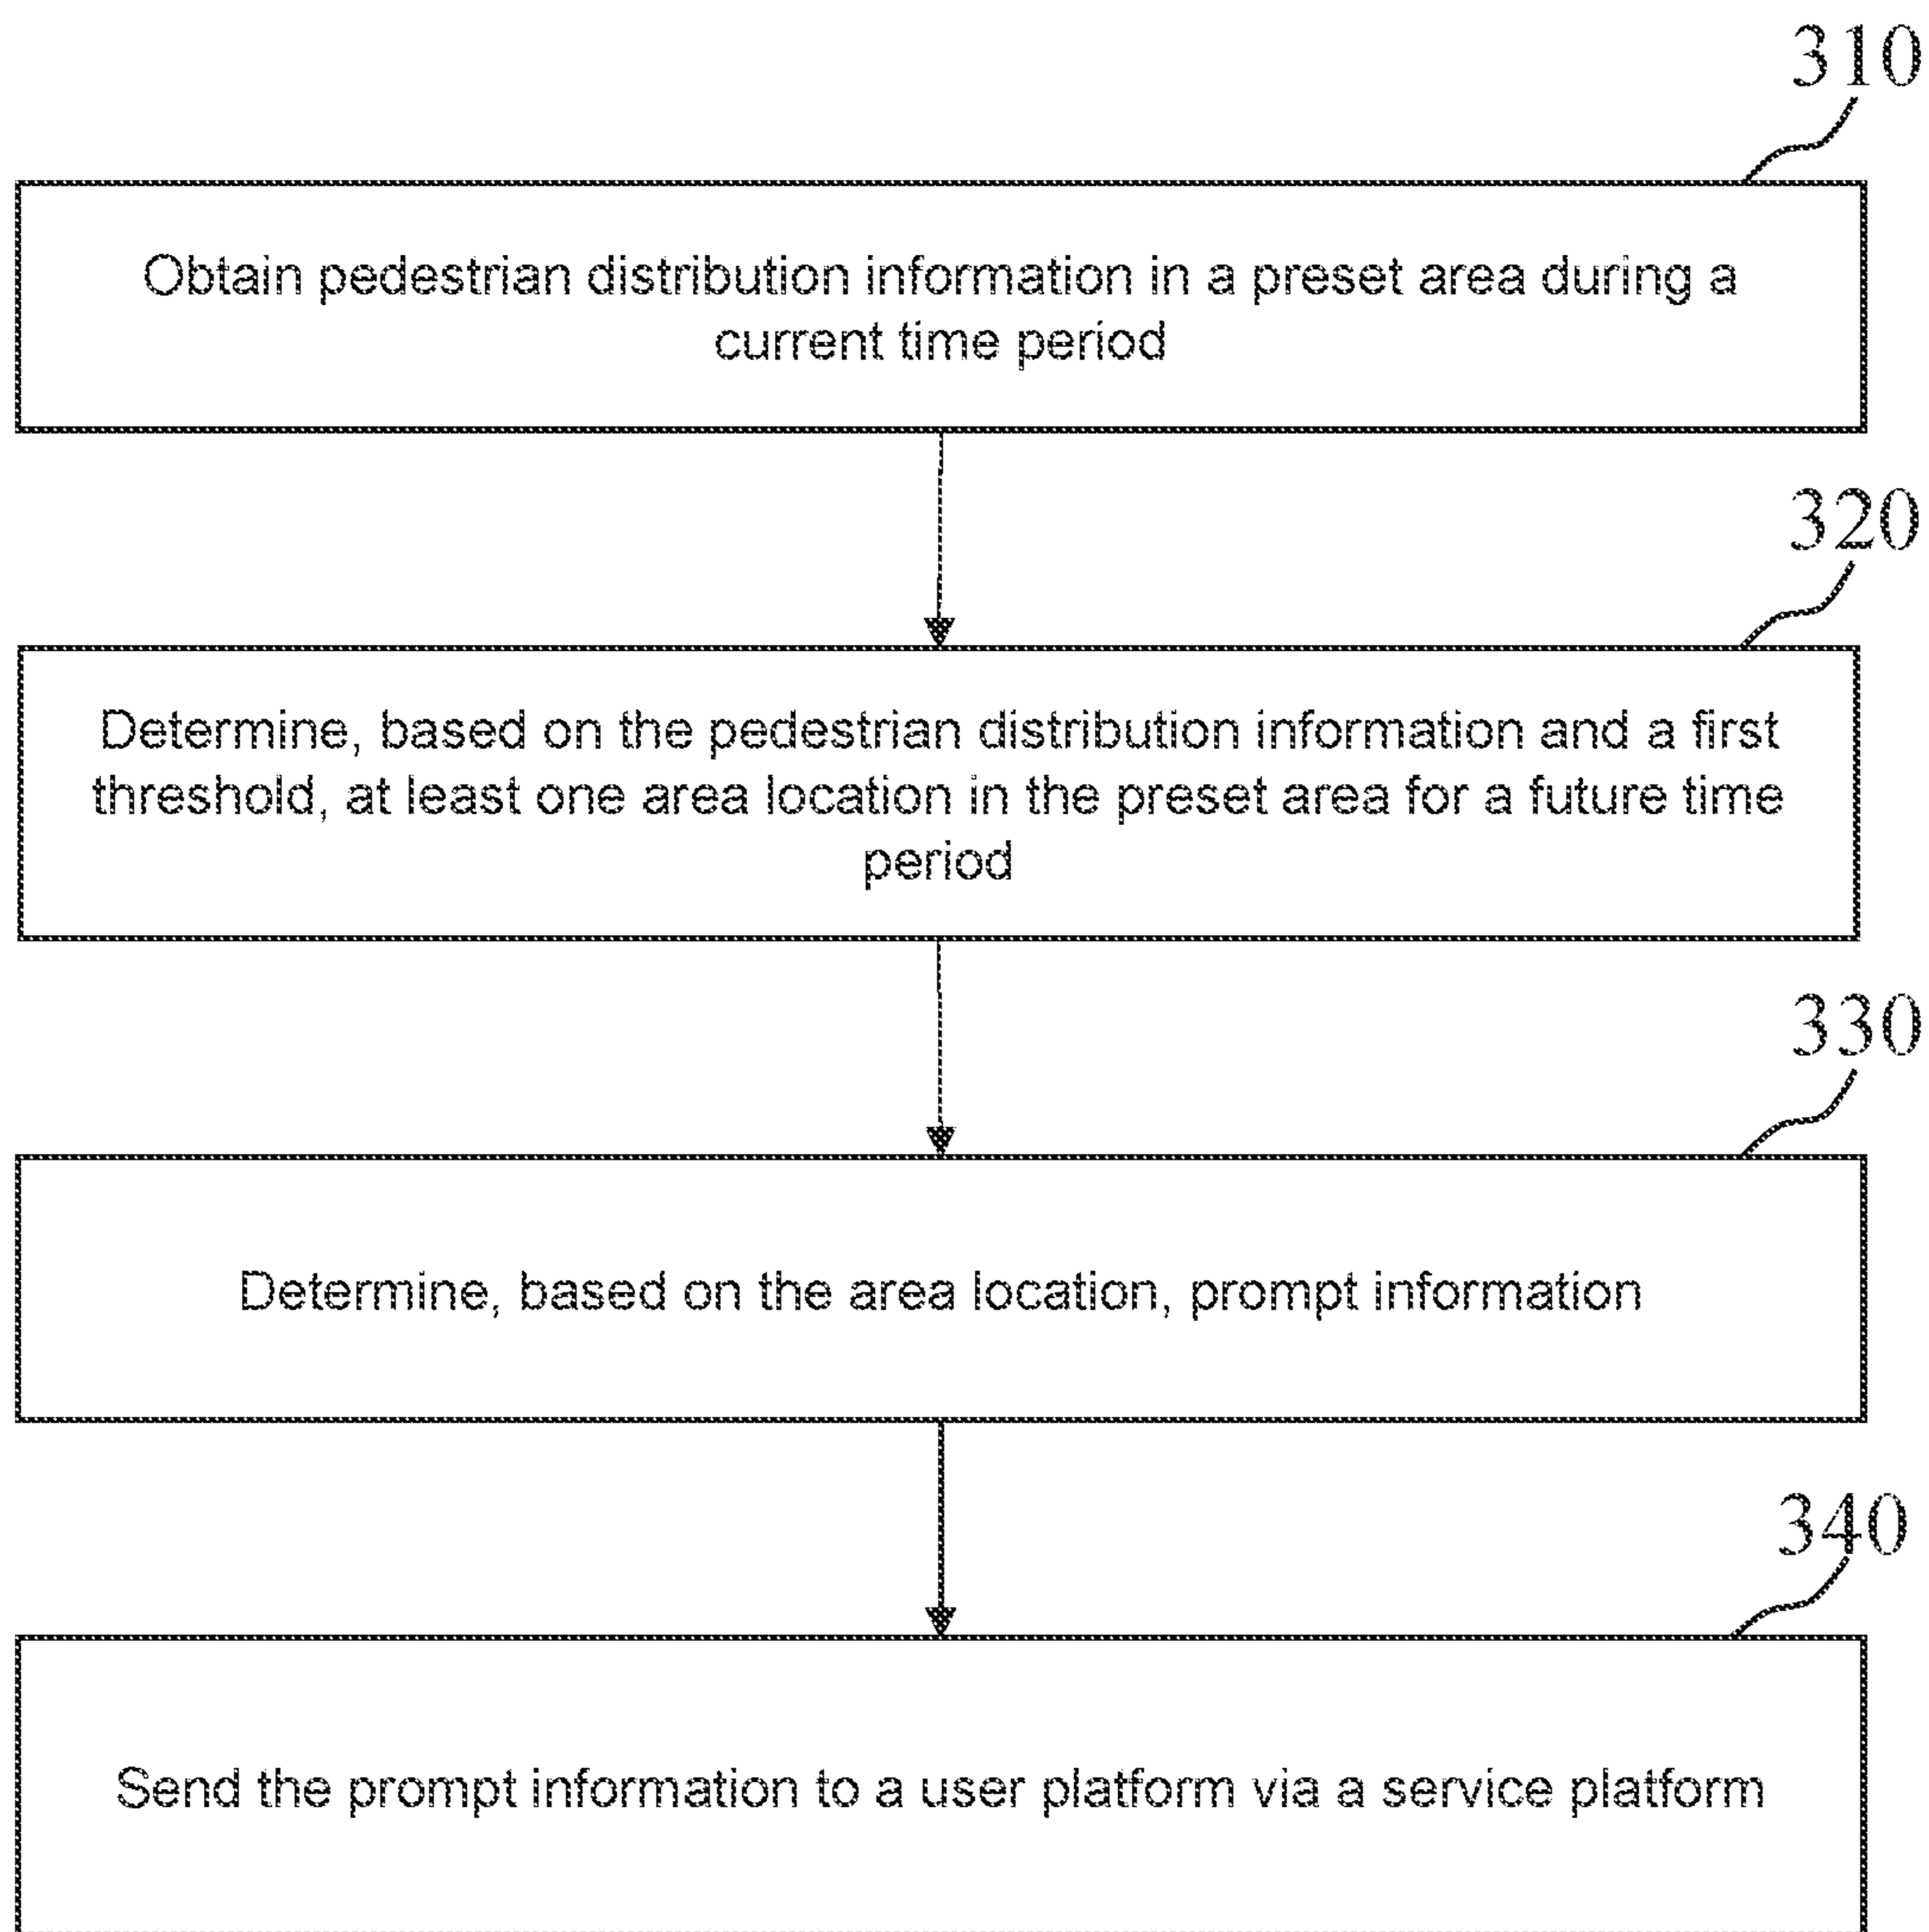 310
Obtain pedestrian distribution information in a preset area during a
current time period
320
Determine, based on the pedestrian distribution information and a first
threshold, at least one area location in the preset area for a future time
period
330
Determine, based on the area location, prompt information
340
Send the prompt information to a user platform via a service platform